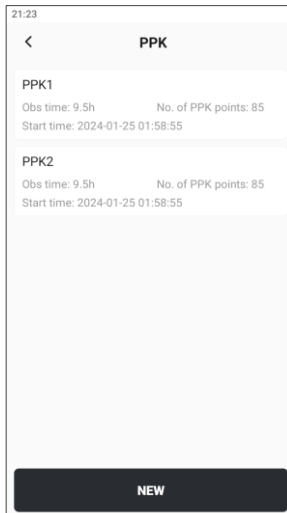 21:23
PPK
PPK1
Obs time: 9.5h No. of PPK points: 85
Start time: 2024-01-25 01:58:55
PPK2
Obs time: 9.5h No. of PPK points: 85
Start time: 2024-01-25 01:58:55
NEW